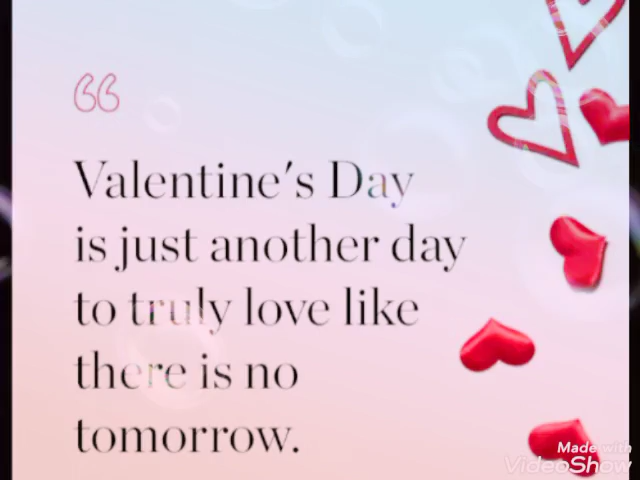 “
Valentine's Day
is just another day
to truly love like
there is no
tomorrow.
Made with
VideoShow